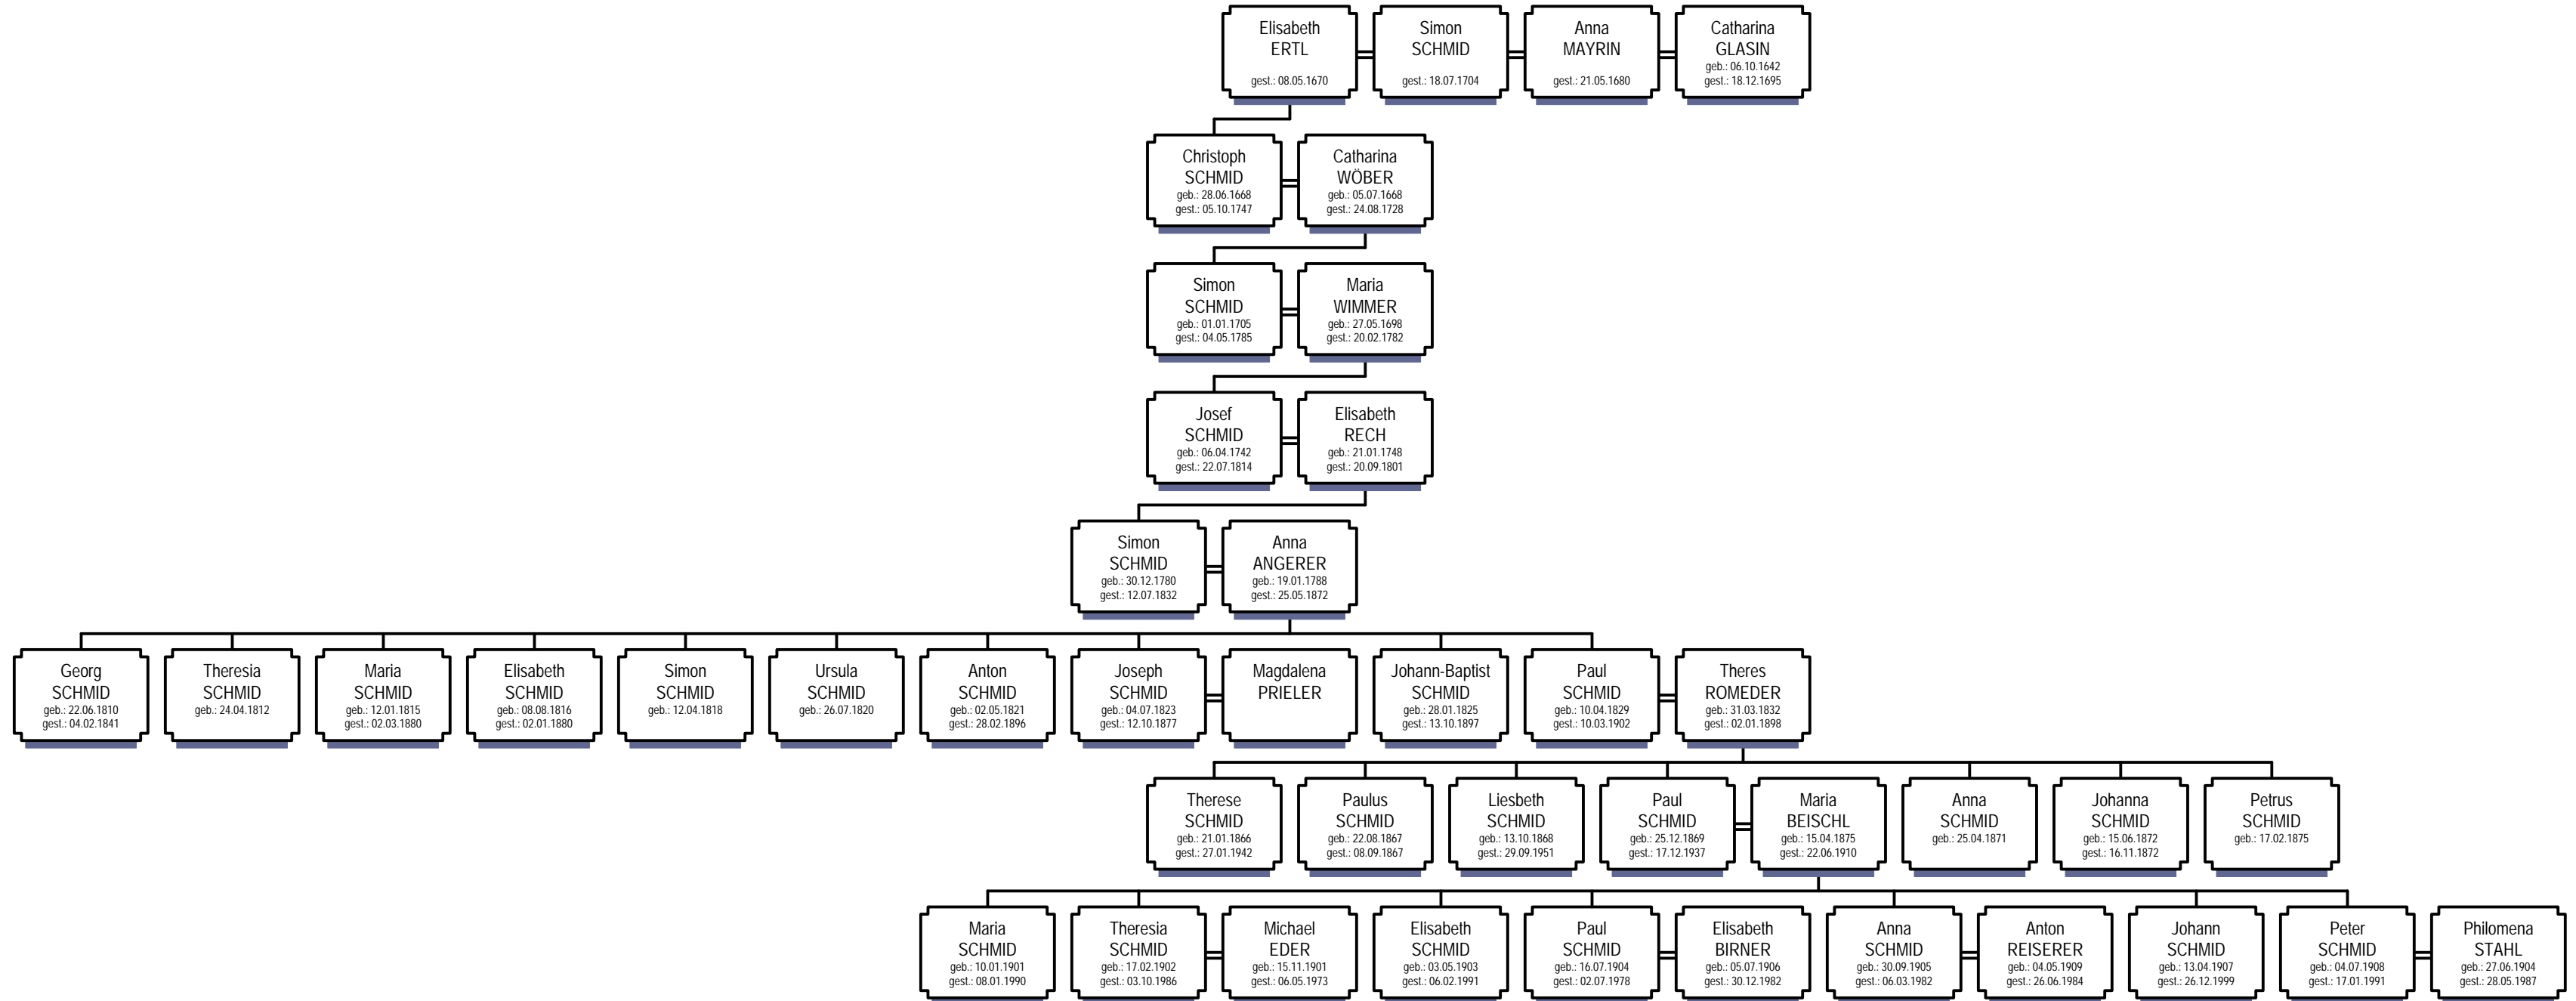 Elisabeth
ERTL
gest.: 08.05.1670
Simon
SCHMID
gest.: 18.07.1704
Anna
MAYRIN
gest.: 21.05.1680
Catharina
GLASIN
geb.: 06.10.1642
gest.: 18.12.1695
Christoph
SCHMID
geb.: 28.06.1668
gest.: 05.10.1747
Catharina
WÖBER
geb.: 05.07.1668
gest.: 24.08.1728
Simon
SCHMID
geb.: 01.01.1705
gest.: 04.05.1785
Maria
WIMMER
geb.: 27.05.1698
gest.: 20.02.1782
Josef
SCHMID
geb.: 06.04.1742
gest.: 22.07.1814
Elisabeth
RECH
geb.: 21.01.1748
gest.: 20.09.1801
Simon
SCHMID
geb.: 30.12.1780
gest.: 12.07.1832
Anna
ANGERER
geb.: 19.01.1788
gest.: 25.05.1872
Georg
SCHMID
geb.: 22.06.1810
gest.: 04.02.1841
Theresia
SCHMID
geb.: 24.04.1812
Maria
SCHMID
geb.: 12.01.1815
gest.: 02.03.1880
Elisabeth
SCHMID
geb.: 08.08.1816
gest.: 02.01.1880
Simon
SCHMID
geb.: 12.04.1818
Ursula
SCHMID
geb.: 26.07.1820
Anton
SCHMID
geb.: 02.05.1821
gest.: 28.02.1896
Joseph
SCHMID
geb.: 04.07.1823
gest.: 12.10.1877
Magdalena
PRIELER
Johann-Baptist
SCHMID
geb.: 28.01.1825
gest.: 13.10.1897
Paul
SCHMID
geb.: 10.04.1829
gest.: 10.03.1902
Theres
ROMEDER
geb.: 31.03.1832
gest.: 02.01.1898
Therese
SCHMID
geb.: 21.01.1866
gest.: 27.01.1942
Paulus
SCHMID
geb.: 22.08.1867
gest.: 08.09.1867
Liesbeth
SCHMID
geb.: 13.10.1868
gest.: 29.09.1951
Paul
SCHMID
geb.: 25.12.1869
gest.: 17.12.1937
Maria
BEISCHL
geb.: 15.04.1875
gest.: 22.06.1910
Anna
SCHMID
geb.: 25.04.1871
Johanna
SCHMID
geb.: 15.06.1872
gest.: 16.11.1872
Petrus
SCHMID
geb.: 17.02.1875
Maria
SCHMID
geb.: 10.01.1901
gest.: 08.01.1990
Theresia
SCHMID
geb.: 17.02.1902
gest.: 03.10.1986
Michael
EDER
geb.: 15.11.1901
gest.: 06.05.1973
Elisabeth
SCHMID
geb.: 03.05.1903
gest.: 06.02.1991
Paul
SCHMID
geb.: 16.07.1904
gest.: 02.07.1978
Elisabeth
BIRNER
geb.: 05.07.1906
gest.: 30.12.1982
Anna
SCHMID
geb.: 30.09.1905
gest.: 06.03.1982
Anton
REISERER
geb.: 04.05.1909
gest.: 26.06.1984
Johann
SCHMID
geb.: 13.04.1907
gest.: 26.12.1999
Peter
SCHMID
geb.: 04.07.1908
gest.: 17.01.1991
Philomena
STAHL
geb.: 27.06.1904
gest.: 28.05.1987